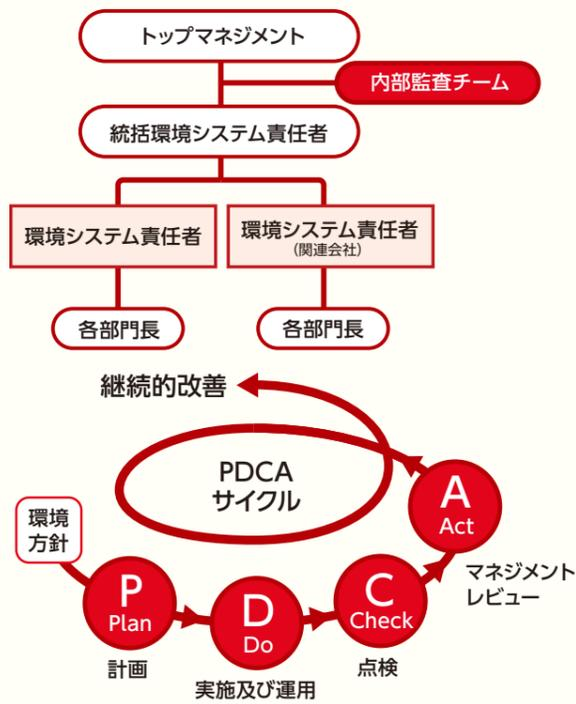 トップマネジメント
内部監査チーム
統括環境システム責任者
環境システム責任者
環境システム責任者
(関連会社)
各部門長
各部門長
継続的改善
PDCA
サイクル
環境
方針
P
Plan
計画
D
Do
実施及び運用
C
Check
点検
A
Act
マネジメント
レビュー